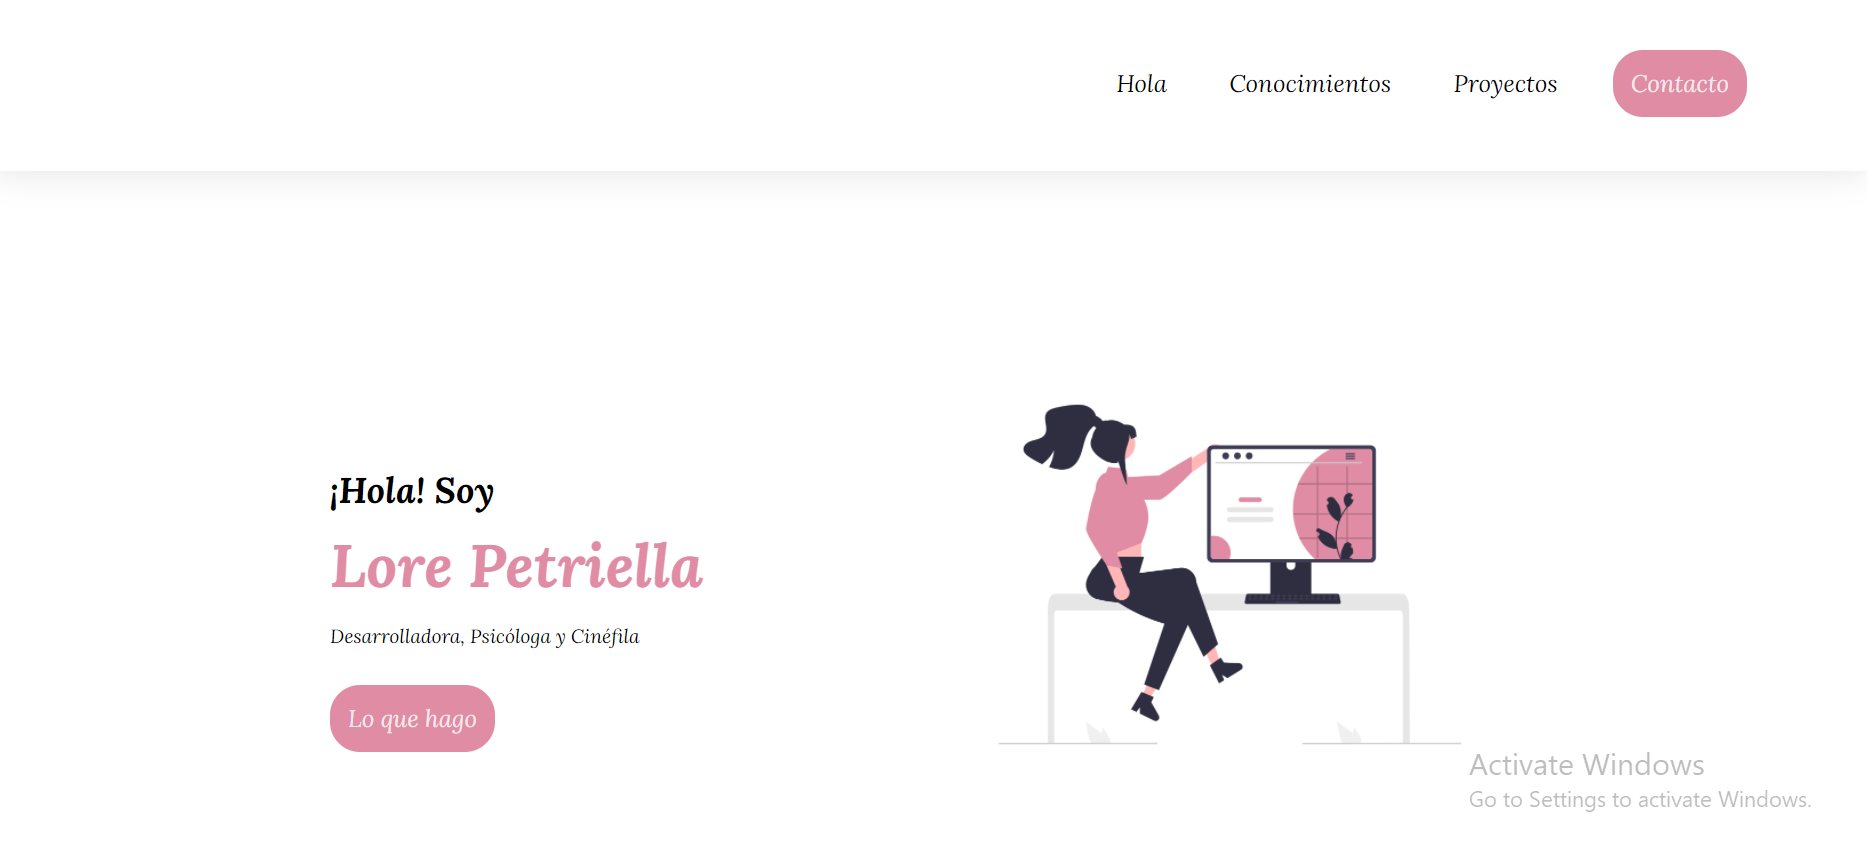 Hola Conocimientos Proyectos Contacto
¡Hola! Soy
Lore Petriella
Desarrolladora, Psicóloga y Cinéfila
Lo que hago
Activate Windows
Go to Settings to activate Windows.